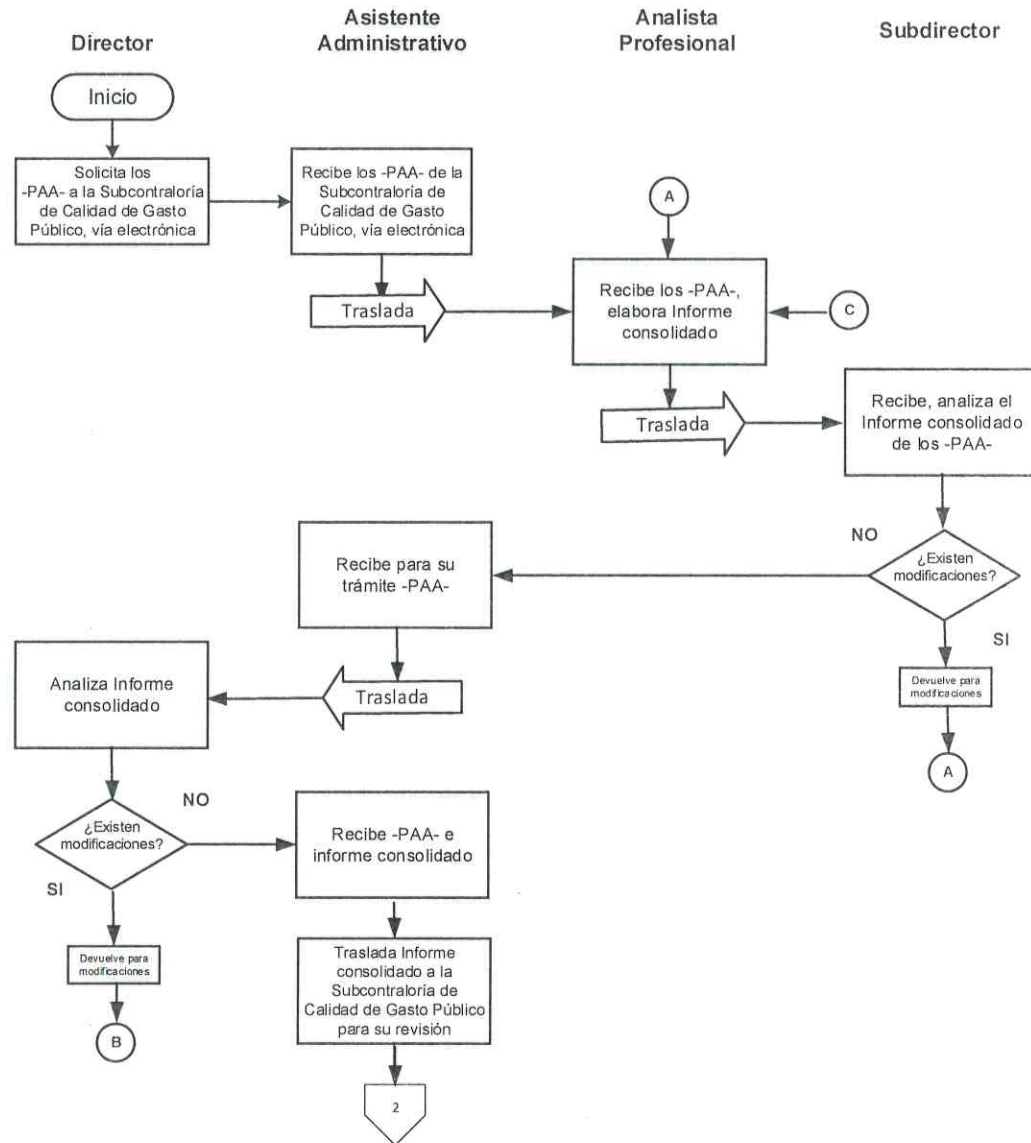 Director
Asistente
Administrativo
Analista
Profesional
Subdirector
Inicio
Solicita los
-PAA- a la Subcontraloría
de Calidad de Gasto
Público, vía electrónica
Recibe los -PAA- de la
Subcontraloría de
Calidad de Gasto
Público, vía electrónica
A
Traslada
Recibe los -PAA-,
elabora Informe
consolidado
C
Traslada
Recibe, analiza el
Informe consolidado
de los -PAA-
NO
¿Existen
modificaciones?
SI
Devuelve para
modificaciones
A
Recibe para su
trámite -PAA-
Traslada
Analiza Informe
consolidado
NO
¿Existen
modificaciones?
SI
Devuelve para
modificaciones
B
Recibe -PAA- e
informe consolidado
Traslada Informe
consolidado a la
Subcontraloría de
Calidad de Gasto Público
para su revisión
2